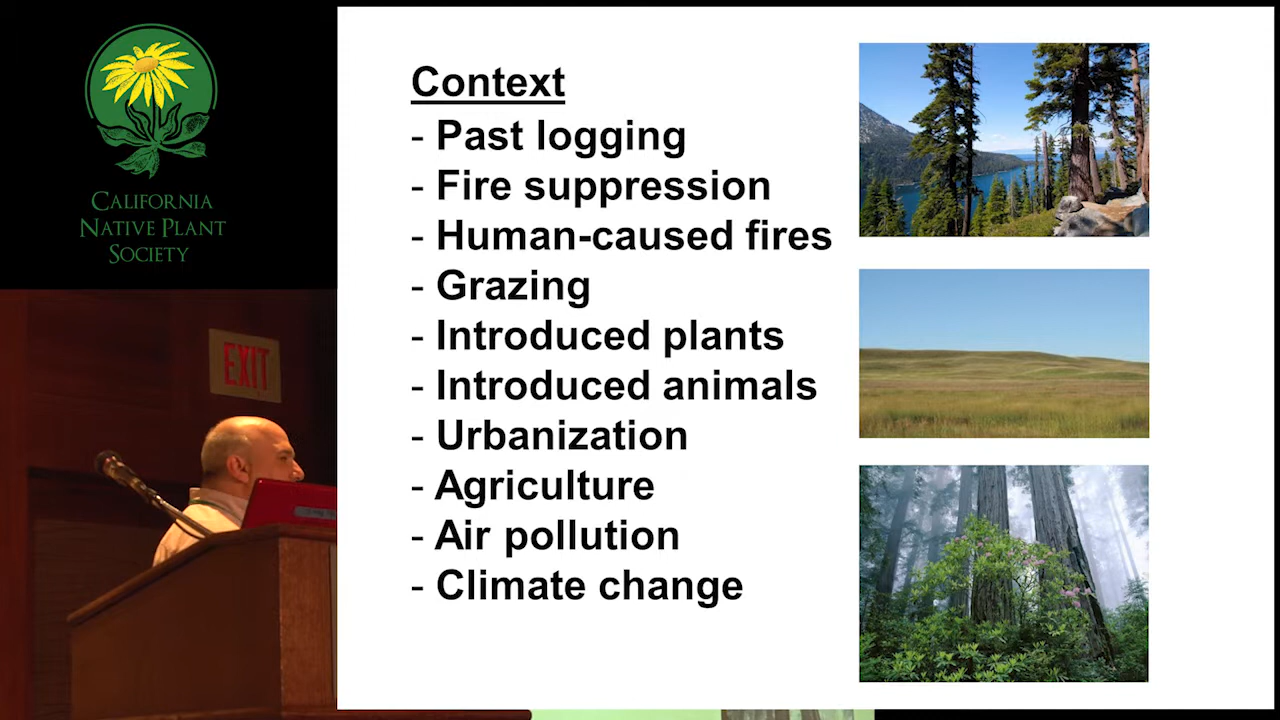 CALIFORNIA
NATIVE PLANT
SOCIETY
EXIT
Context
- Past logging
- Fire suppression
- Human-caused fires
- Grazing
- Introduced plants
- Introduced animals
- Urbanization
- Agriculture
- Air pollution
- Climate change